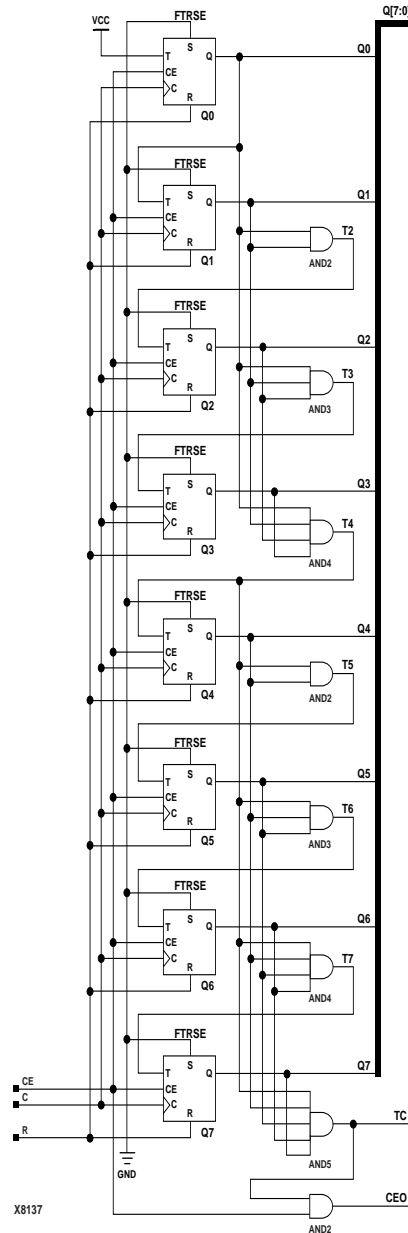 Q[7:0]
FTRSE
VCC
S
T
Q
Q0
CE
C
R
Q0
FTRSE
S
T
Q
Q1
CE
C
R
Q1
T2
AND2
FTRSE
S
T
Q
Q2
CE
C
R
Q2
T3
AND3
FTRSE
S
T
Q
Q3
CE
C
R
Q3
T4
AND4
FTRSE
S
T
Q
Q4
CE
C
R
Q4
T5
AND2
FTRSE
S
T
Q
Q5
CE
C
R
Q5
T6
AND3
FTRSE
S
T
Q
Q6
CE
C
R
Q6
T7
AND4
FTRSE
S
T
Q
Q7
CE
CE
C
C
R
R
Q7
TC
AND5
GND
CEO
AND2
X8137